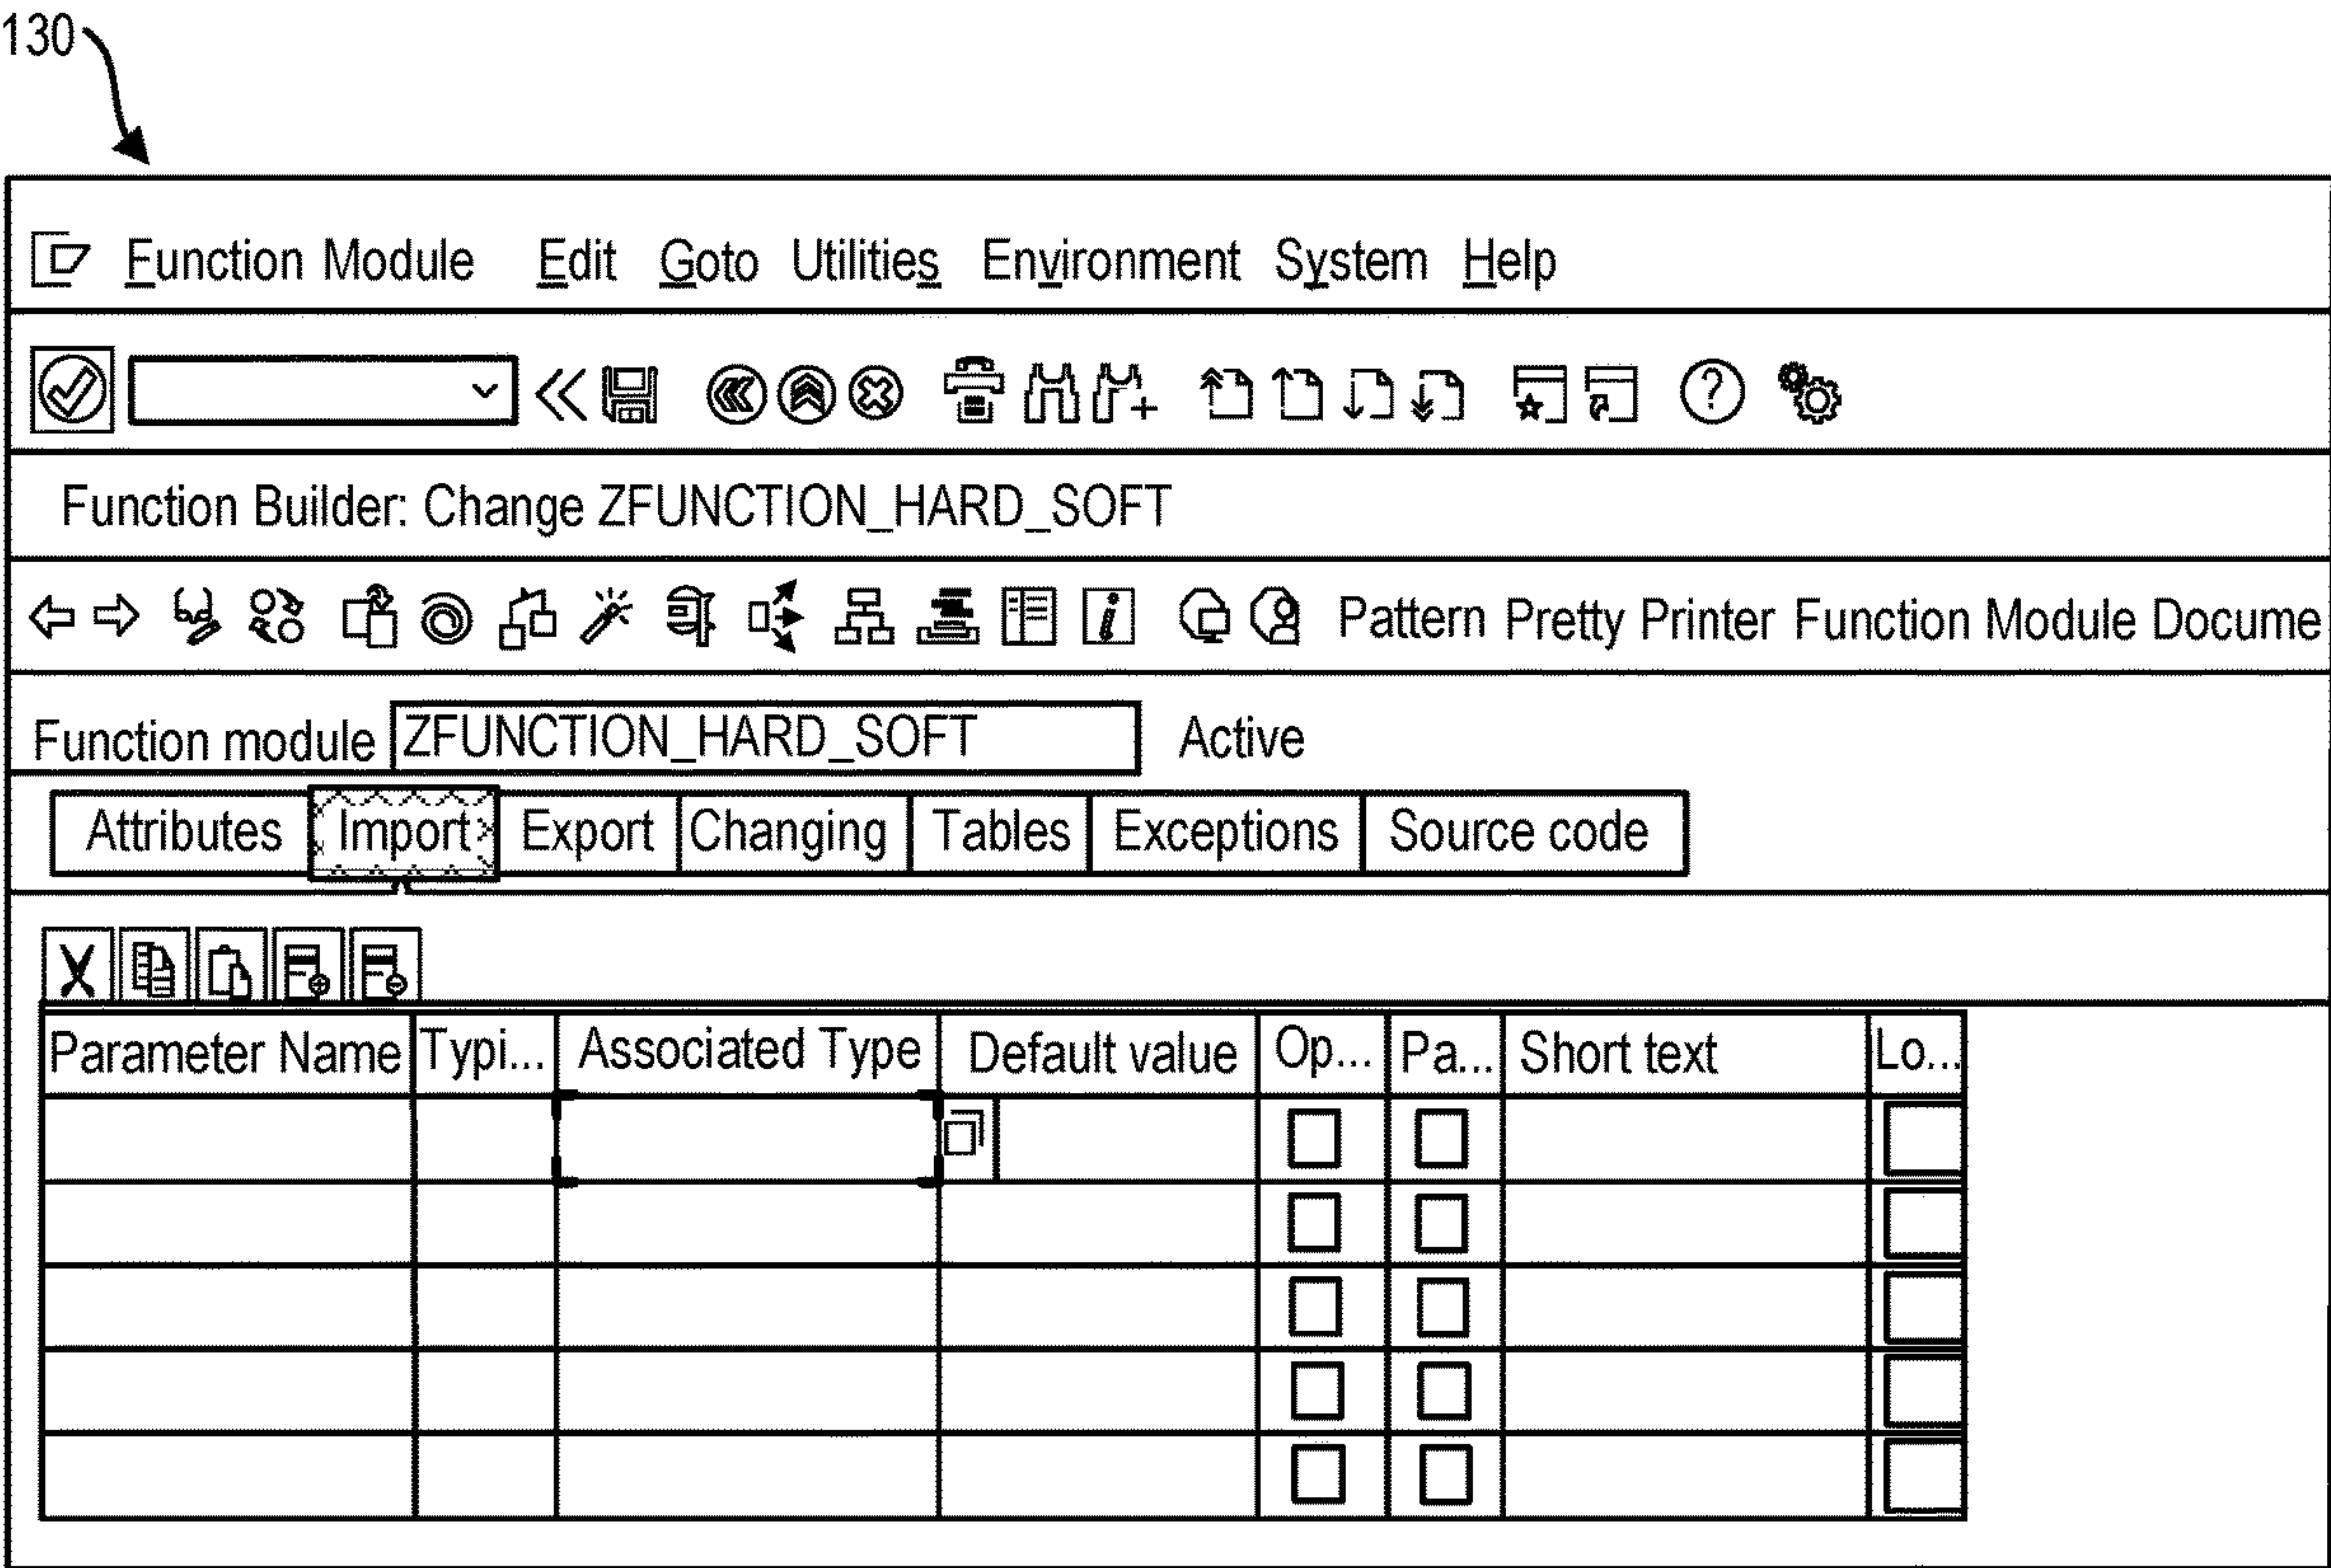 130
Function Module Edit Goto Utilities Environment System Help
Function Builder: Change ZFUNCTION_HARD_SOFT
Pattern Pretty Printer Function Module Docume
Function module ZFUNCTION_HARD_SOFT Active
Attributes Import Export Changing Tables Exceptions Source code
Parameter Name Typi... Associated Type Default value Op... Pa... Short text Lo...